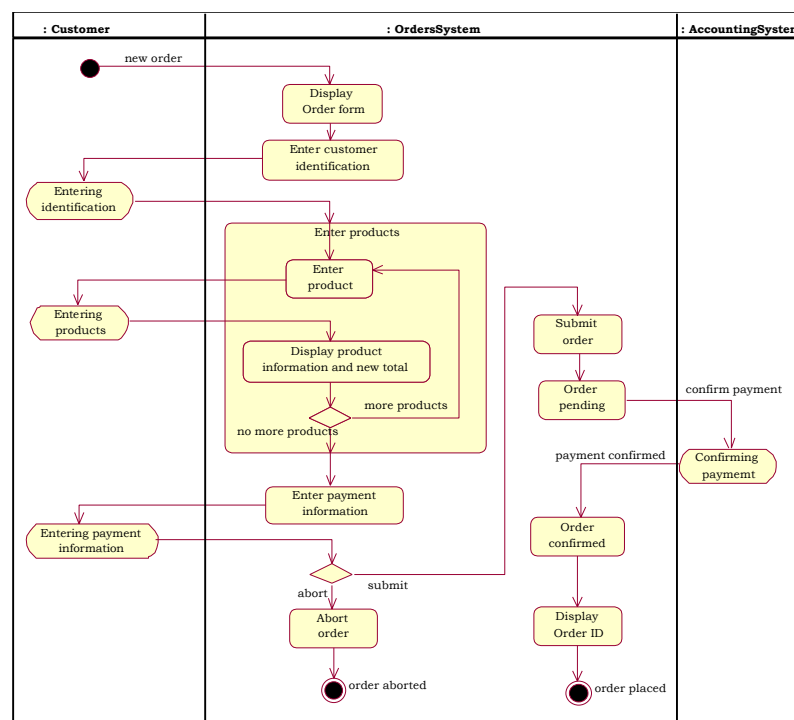 : Customer
: OrdersSystem
: AccountingSystem
new order
Display
Order form
Enter customer
identification
Entering
identification
Enter products
Enter
product
Entering
products
Display product
information and new total
more products
no more products
Enter payment
information
Entering payment
information
submit
abort
Abort
order
order aborted
Submit
order
Order
pending
confirm payment
Confirming
paymemt
payment confirmed
Order
confirmed
Display
Order ID
order placed